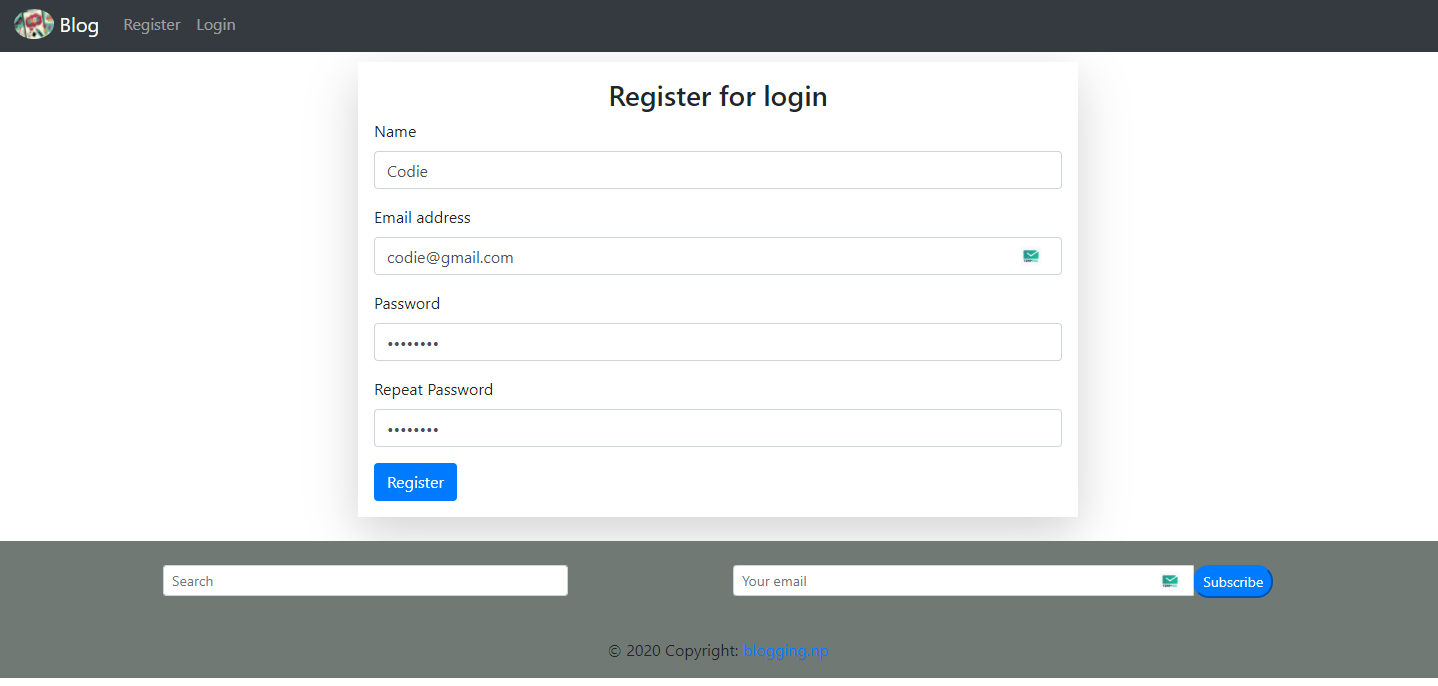 Blog Register Login
Register for login
Name
Codie
Email address
codie@gmail.com
Password
••••••••
Repeat Password
••••••••
Register
Search Your email Subscribe
© 2020 Copyright: blogging.np